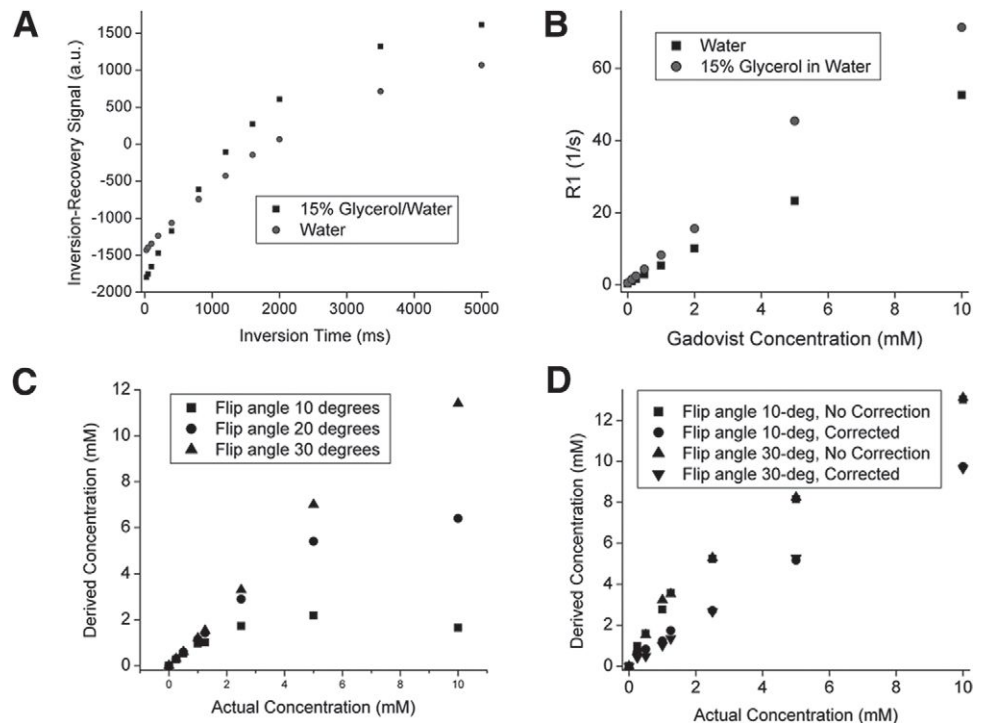 A
Inversion-Recovery Signal (a.u.)
1500
1000
500
0
-500
-1000
-1500
-2000
15% Glycerol/Water
Water
0 1000 2000 3000 4000 5000
Inversion Time (ms)
B
R1 (1/s)
60
40
20
0
Water
15% Glycerol in Water
0 2 4 6 8 10
Gadovist Concentration (mM)
C
Derived Concentration (mM)
12
10
8
6
4
2
0
Flip angle 10 degrees
Flip angle 20 degrees
Flip angle 30 degrees
0 2 4 6 8 10
Actual Concentration (mM)
D
Derived Concentration (mM)
12
10
8
6
4
2
0
Flip angle 10-deg, No Correction
Flip angle 10-deg, Corrected
Flip angle 30-deg, No Correction
Flip angle 30-deg, Corrected
0 2 4 6 8 10
Actual Concentration (mM)